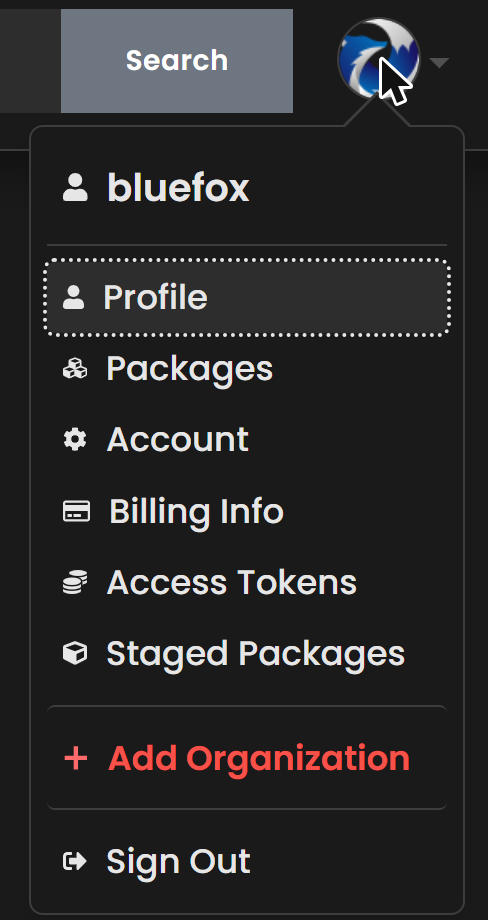 Search
bluefox
Profile
Packages
Account
Billing Info
Access Tokens
Staged Packages
Add Organization
Sign Out